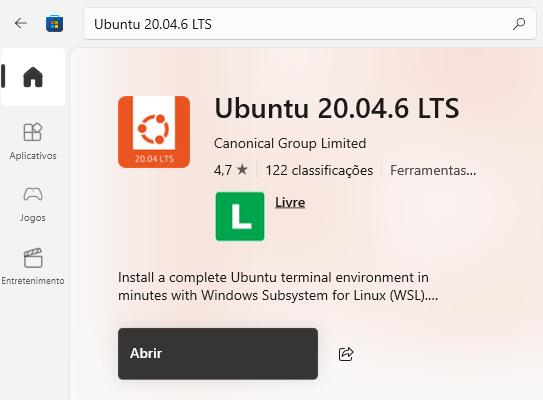 Ubuntu 20.04.6 LTS
Aplicativos
Jogos
Entretenimento
20.04 LTS
Ubuntu 20.04.6 LTS
Canonical Group Limited
4,7 ★ 122 classificações Ferramentas...
L Livre
Install a complete Ubuntu terminal environment in
minutes with Windows Subsystem for Linux (WSL)....
Abrir